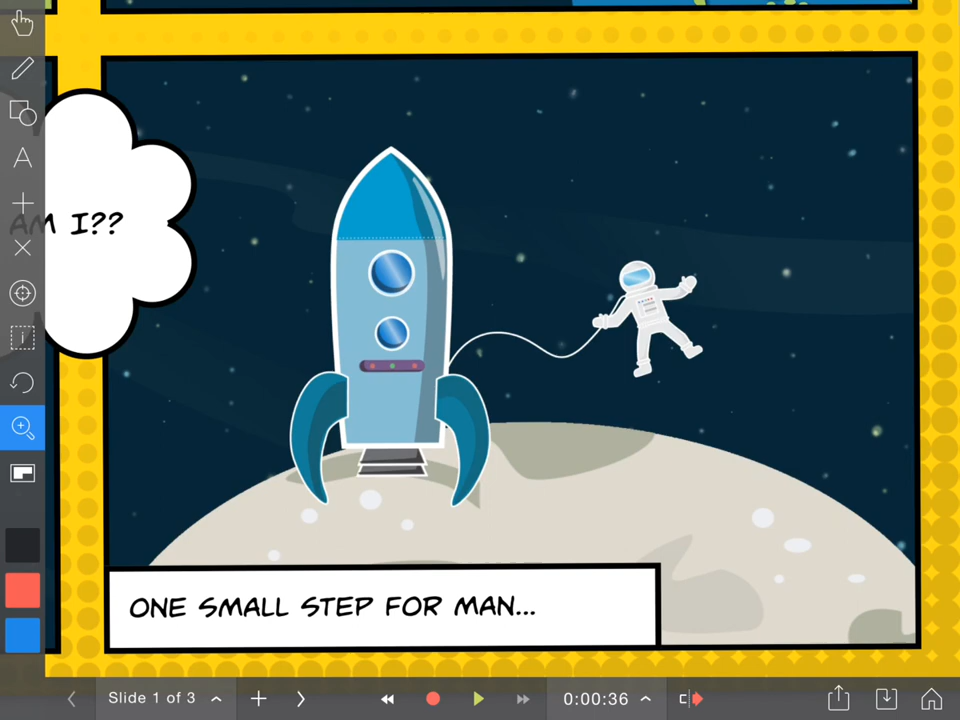 AM I??
ONE SMALL STEP FOR MAN...
A
i
Slide 1 of 3
0:00:36